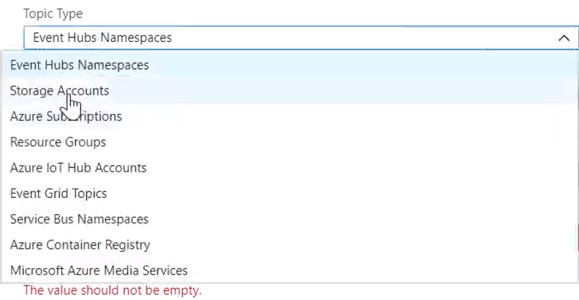 Topic Type
Event Hubs Namespaces
Event Hubs Namespaces
Storage Accounts
Azure Subscriptions
Resource Groups
Azure IoT Hub Accounts
Event Grid Topics
Service Bus Namespaces
Azure Container Registry
Microsoft Azure Media Services
The value should not be empty.